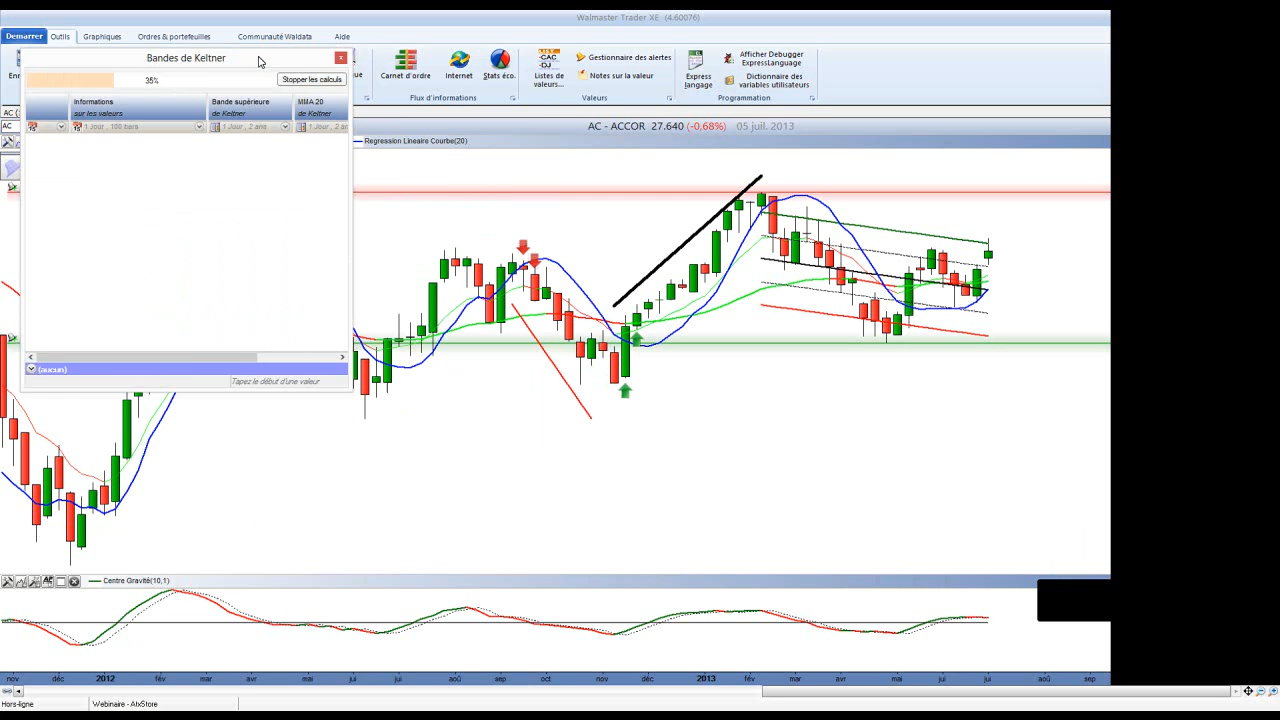 Walmaster Trader XE (4.60076)
Demarrer Outils Graphiques Ordres & portefeuilles Communauté Waldata Aide
Bandes de Keltner
35% Stopper les calculs
Informations sur les valeurs
Bande supérieure de Keltner
MMA 20 de Keltner
1 Jour , 100 bars
1 Jour , 2 ans
(aucun)
Tapez le début d'une valeur
Carnet d'ordre
Internet
Stats éco.
Flux d'informations
CAC DJ
Listes de valeurs...
Gestionnaire des alertes
Notes sur la valeur
Valeurs
Express langage
Afficher Debugger ExpressLanguage
Dictionnaire des variables utilisateurs
Programmation
AC - ACCOR 27.640 (-0,68%) 05 juil. 2013
Regression Lineaire Courbe(20)
Centre Gravité(10,1)
nov déc 2012 fév mar avr mai jui jui aoû sep oct nov déc 2013 fév mar avr mai jui jui aoû sep
Hors-ligne Webinaire - AtxStore